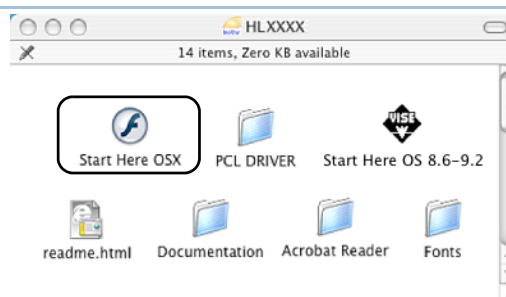 HLXXXX
14 items, Zero KB available
VISE
Start Here OSX PCL DRIVER Start Here OS 8.6-9.2
readme.html Documentation Acrobat Reader Fonts